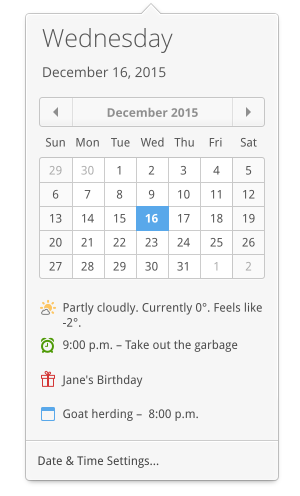 Wednesday
December 16, 2015
December 2015
Sun Mon Tue Wed Thu Fri Sat
29 30 1 2 3 4 5
6 7 8 9 10 11 12
13 14 15 16 17 18 19
20 21 22 23 24 25 26
27 28 29 30 31 1 2
Partly cloudly. Currently 0°. Feels like
-2°.
9:00 p.m. – Take out the garbage
Jane's Birthday
Goat herding – 8:00 p.m.
Date & Time Settings...